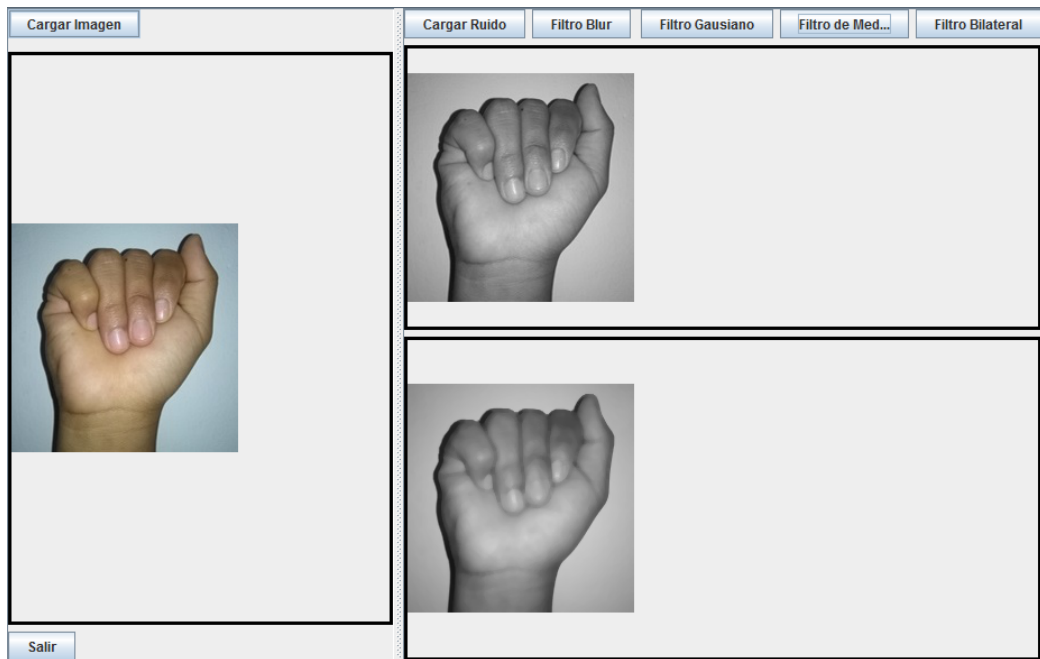 Cargar Imagen
Cargar Ruido
Filtro Blur
Filtro Gausiano
Filtro de Med...
Filtro Bilateral
Salir